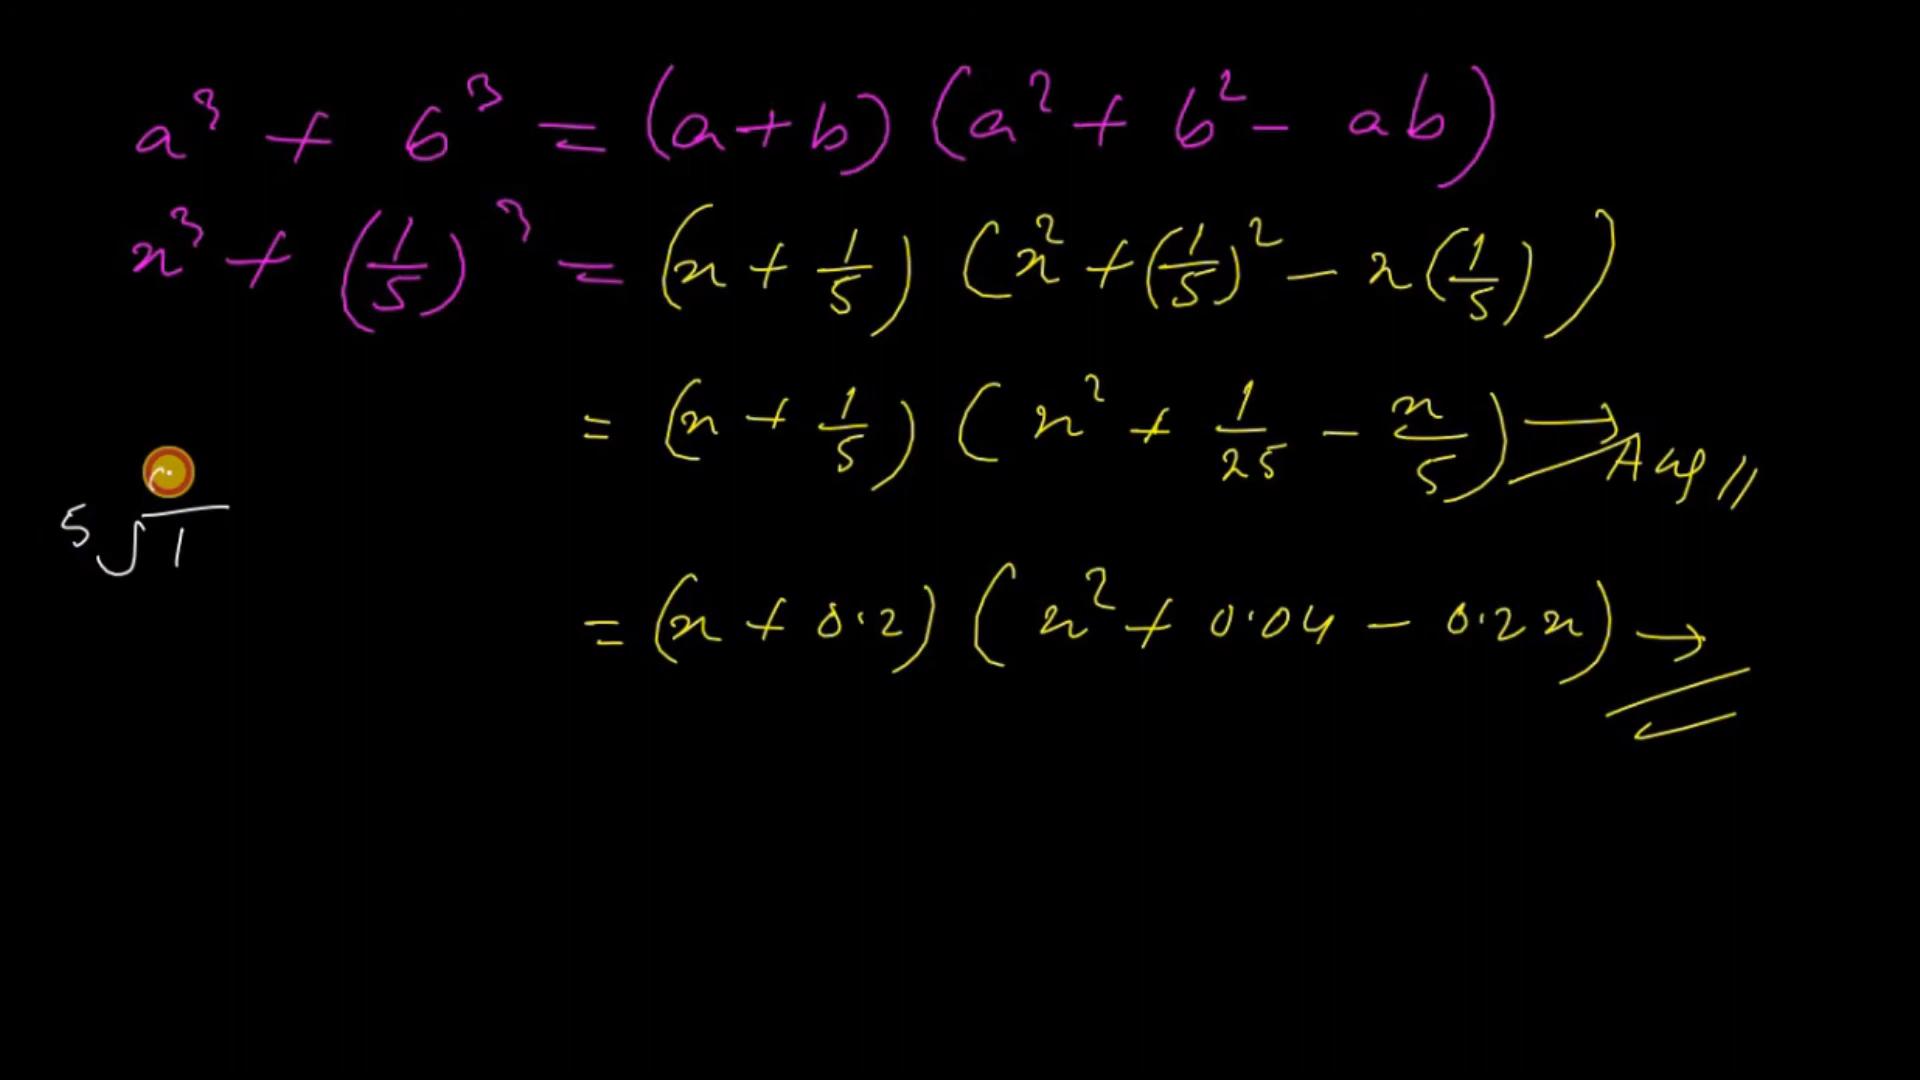 a³ + b³ = (a+b) (a² + b² - ab)
x³ + (1/5)³ = (x + 1/5) (x² + (1/5)² - x(1/5))
= (x + 1/5) (x² + 1/25 - x/5) → Ans //
5 √1
= (x + 0.2) (x² + 0.04 - 0.2x) →